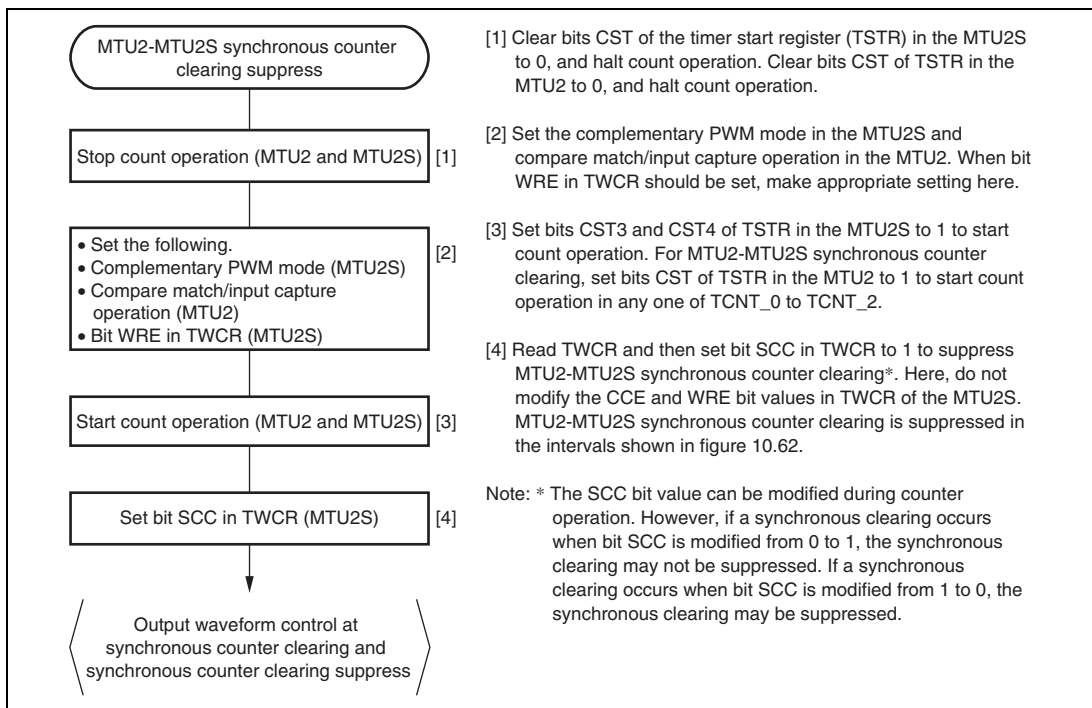 MTU2-MTU2S synchronous counter
clearing suppress
Stop count operation (MTU2 and MTU2S) [1]
• Set the following. [2]
• Complementary PWM mode (MTU2S)
• Compare match/input capture
operation (MTU2)
• Bit WRE in TWCR (MTU2S)
Start count operation (MTU2 and MTU2S) [3]
Set bit SCC in TWCR (MTU2S) [4]
Output waveform control at
synchronous counter clearing and
synchronous counter clearing suppress
[1] Clear bits CST of the timer start register (TSTR) in the MTU2S
to 0, and halt count operation. Clear bits CST of TSTR in the
MTU2 to 0, and halt count operation.
[2] Set the complementary PWM mode in the MTU2S and
compare match/input capture operation in the MTU2. When bit
WRE in TWCR should be set, make appropriate setting here.
[3] Set bits CST3 and CST4 of TSTR in the MTU2S to 1 to start
count operation. For MTU2-MTU2S synchronous counter
clearing, set bits CST of TSTR in the MTU2 to 1 to start count
operation in any one of TCNT_0 to TCNT_2.
[4] Read TWCR and then set bit SCC in TWCR to 1 to suppress
MTU2-MTU2S synchronous counter clearing*. Here, do not
modify the CCE and WRE bit values in TWCR of the MTU2S.
MTU2-MTU2S synchronous counter clearing is suppressed in
the intervals shown in figure 10.62.
Note: * The SCC bit value can be modified during counter
operation. However, if a synchronous clearing occurs
when bit SCC is modified from 0 to 1, the synchronous
clearing may not be suppressed. If a synchronous
clearing occurs when bit SCC is modified from 1 to 0, the
synchronous clearing may be suppressed.